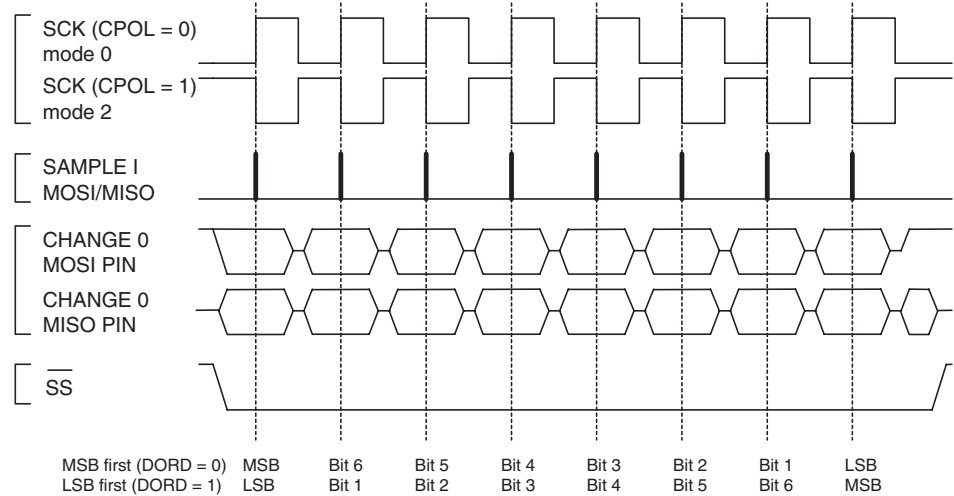 SCK (CPOL = 0)
mode 0
SCK (CPOL = 1)
mode 2
SAMPLE I
MOSI/MISO
CHANGE 0
MOSI PIN
CHANGE 0
MISO PIN
SS
MSB first (DORD = 0) MSB Bit 6 Bit 5 Bit 4 Bit 3 Bit 2 Bit 1 LSB
LSB first (DORD = 1) LSB Bit 1 Bit 2 Bit 3 Bit 4 Bit 5 Bit 6 MSB